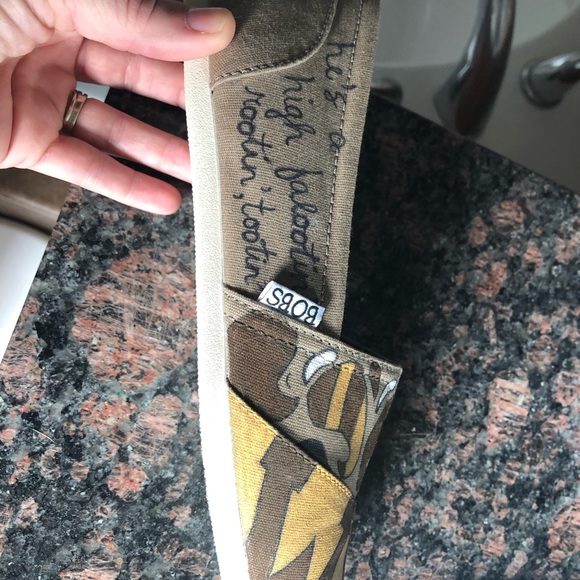 he's a
high falootin'
rootin', tootin'
BOBS